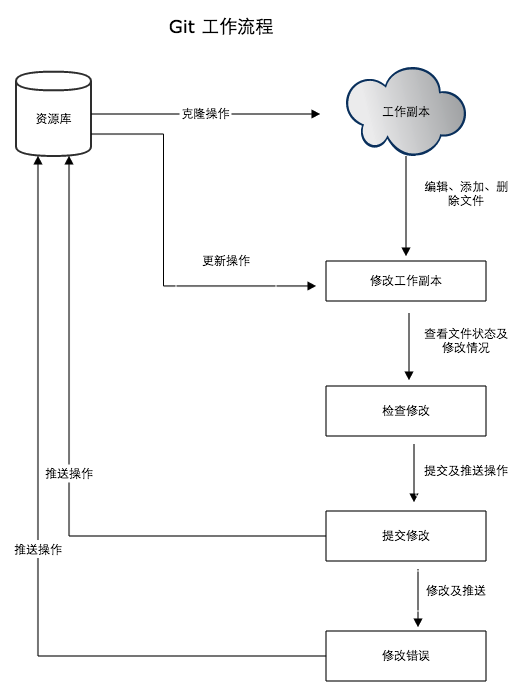 Git 工作流程
资源库
克隆操作
工作副本
编辑、添加、删
除文件
更新操作
修改工作副本
查看文件状态及
修改情况
检查修改
推送操作
提交及推送操作
提交修改
推送操作
修改及推送
修改错误